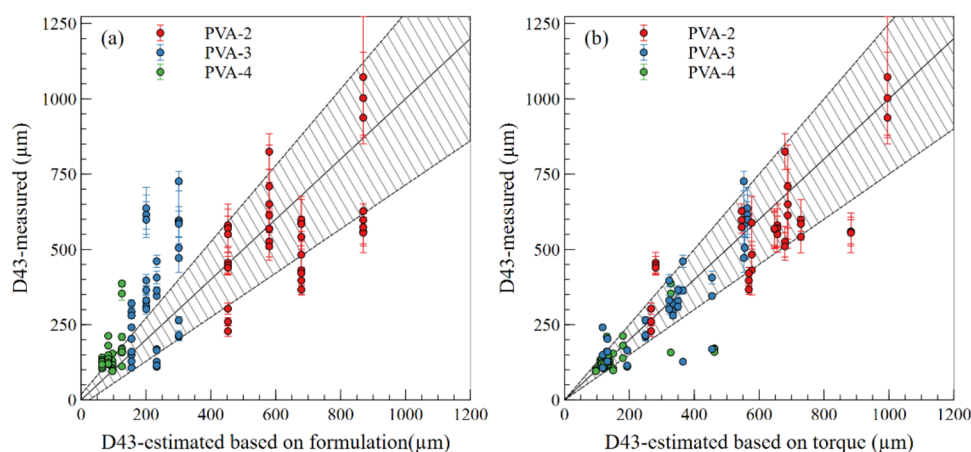 (a)
PVA-2
PVA-3
PVA-4
1250
1000
750
500
250
0
D43-measured (µm)
0 200 400 600 800 1000 1200
D43-estimated based on formulation(µm)
(b)
PVA-2
PVA-3
PVA-4
1250
1000
750
500
250
0
D43-measured (µm)
0 200 400 600 800 1000 1200
D43-estimated based on torque (µm)